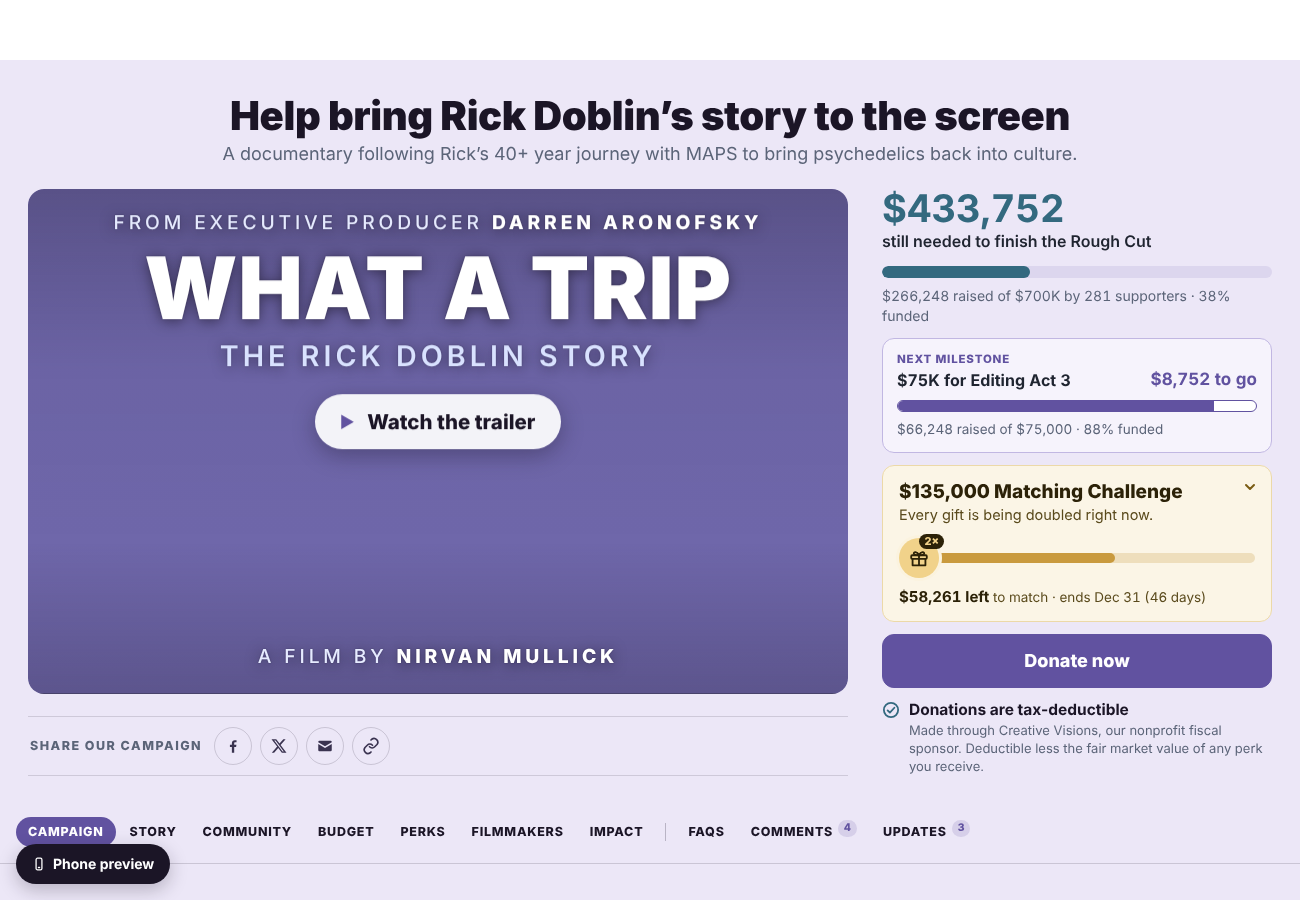 Help bring Rick Doblin’s story to the screen
A documentary following Rick’s 40+ year journey with MAPS to bring psychedelics back into culture.
FROM EXECUTIVE PRODUCER DARREN ARONOFSKY
WHAT A TRIP
THE RICK DOBLIN STORY
Watch the trailer
A FILM BY NIRVAN MULLICK
SHARE OUR CAMPAIGN
$433,752
still needed to finish the Rough Cut
$266,248 raised of $700K by 281 supporters · 38%
funded
NEXT MILESTONE
$75K for Editing Act 3 $8,752 to go
$66,248 raised of $75,000 · 88% funded
$135,000 Matching Challenge
Every gift is being doubled right now.
2×
$58,261 left to match · ends Dec 31 (46 days)
Donate now
Donations are tax-deductible
Made through Creative Visions, our nonprofit fiscal
sponsor. Deductible less the fair market value of any perk
you receive.
CAMPAIGN STORY COMMUNITY BUDGET PERKS FILMMAKERS IMPACT FAQS COMMENTS 4 UPDATES 3
Phone preview